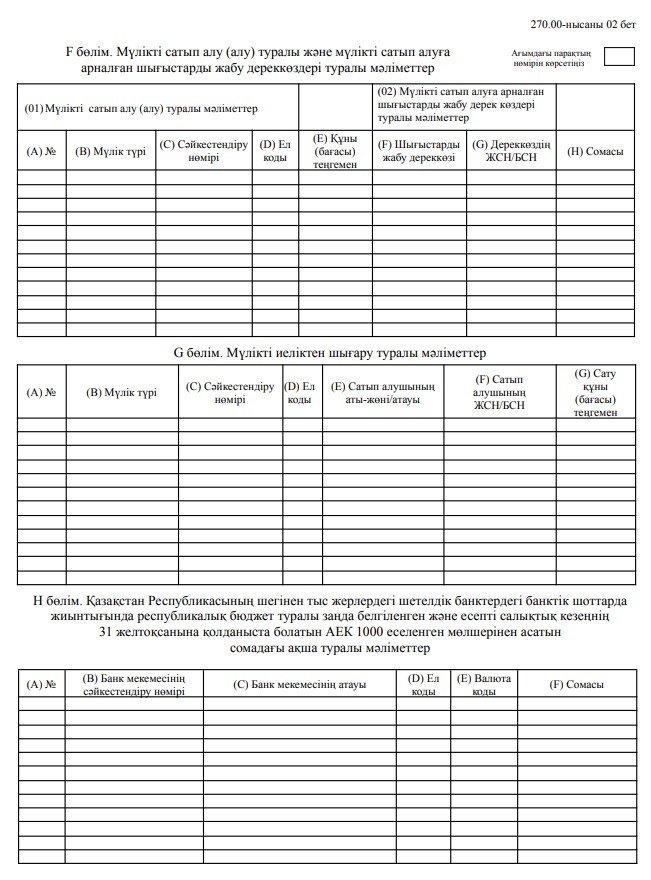 270.00-нысаны 02 бет
F бөлім. Мүлікті сатып алу (алу) туралы және мүлікті сатып алуға
арналған шығыстарды жабу дереккөздері туралы мәліметтер
Ағымдағы парақтың
нөмірін көрсетіңіз
(01) Мүлікті сатып алу (алу) туралы мәліметтер
(02) Мүлікті сатып алуға арналған
шығыстарды жабу дерек көздері
туралы мәліметтер
(A) №
(B) Мүлік түрі
(C) Сәйкестендіру
нөмірі
(D) Ел
коды
(E) Құны
(бағасы)
теңгемен
(F) Шығыстарды
жабу дереккөзі
(G) Дереккөздің
ЖСН/БСН
(H) Сомасы
G бөлім. Мүлікті иеліктен шығару туралы мәліметтер
(A) №
(B) Мүлік түрі
(C) Сәйкестендіру
нөмірі
(D) Ел
коды
(E) Сатып алушының
аты-жөні/атауы
(F) Сатып
алушының
ЖСН/БСН
(G) Сату
құны
(бағасы)
теңгемен
H бөлім. Қазақстан Республикасының шегінен тыс жерлердегі шетелдік банктердегі банктік шоттарда
жиынтығында республикалық бюджет туралы заңда белгіленген және есепті салықтық кезеңнің
31 желтоқсанына қолданыста болатын АЕК 1000 еселенген мөлшерінен асатын
сомадағы ақша туралы мәліметтер
(A) №
(B) Банк мекемесінің
сәйкестендіру нөмірі
(C) Банк мекемесінің атауы
(D) Ел
коды
(E) Валюта
коды
(F) Сомасы